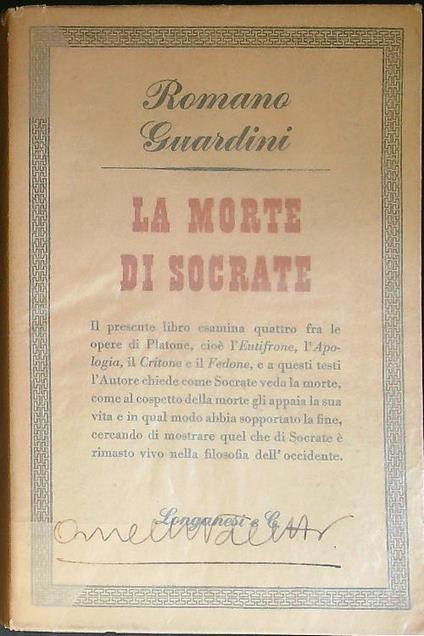 Romano
Guardini
LA MORTE
DI SOCRATE
Il presente libro esamina quattro fra le
opere di Platone, cioè l'Eutifrone, l'Apo-
logia, il Critone e il Fedone, e a questi testi
l'Autore chiede come Socrate veda la morte,
come al cospetto della morte gli appaia la sua
vita e in qual modo abbia sopportato la fine,
cercando di mostrare quel che di Socrate è
rimasto vivo nella filosofia dell'occidente.
Longanesi e C.